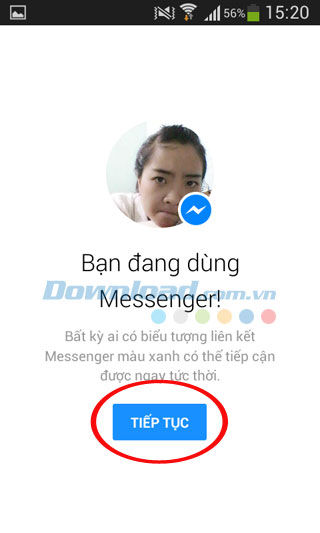 56% 15:20
Bạn đang dùng
Download.com.vn
Messenger!
Bất kỳ ai có biểu tượng liên kết
Messenger màu xanh có thể tiếp cận
được ngay tức thời.
TIẾP TỤC